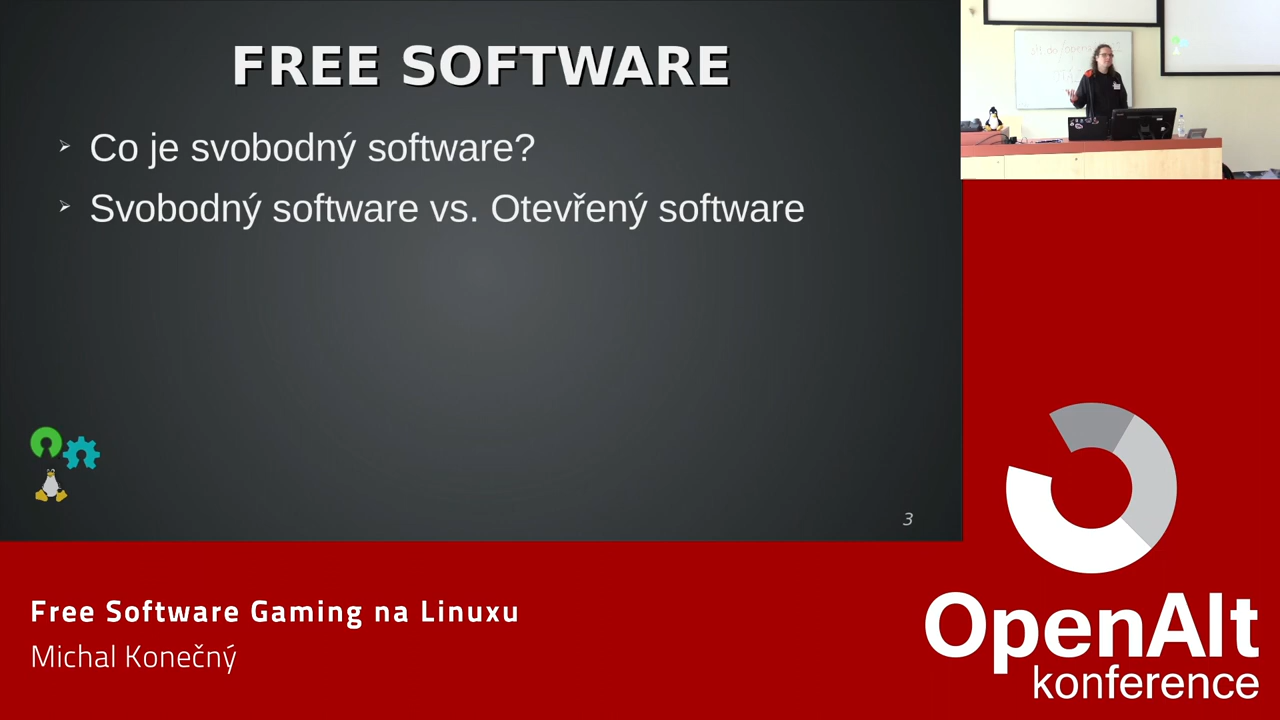 FREE SOFTWARE
Co je svobodný software?
Svobodný software vs. Otevřený software
3
Free Software Gaming na Linuxu
Michal Konečný
OpenAlt
konference